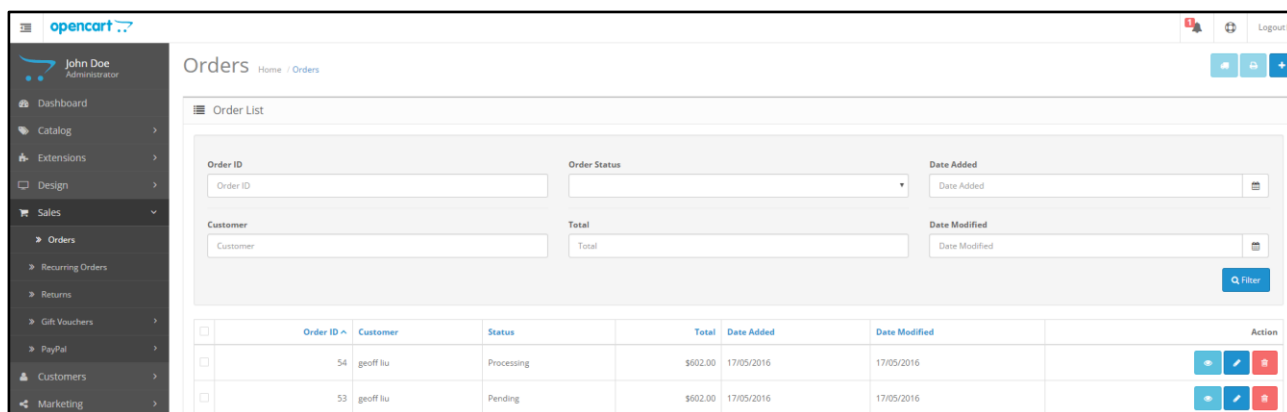 opencart
1
Logout
John Doe
Administrator
Dashboard
Catalog
Extensions
Design
Sales
Orders
Recurring Orders
Returns
Gift Vouchers
PayPal
Customers
Marketing
Orders Home / Orders
Order List
Order ID Order Status Date Added
Order ID Date Added
Customer Total Date Modified
Customer Total Date Modified
Filter
Order ID Customer Status Total Date Added Date Modified Action
54 geoff liu Processing $602.00 17/05/2016 17/05/2016
53 geoff liu Pending $602.00 17/05/2016 17/05/2016